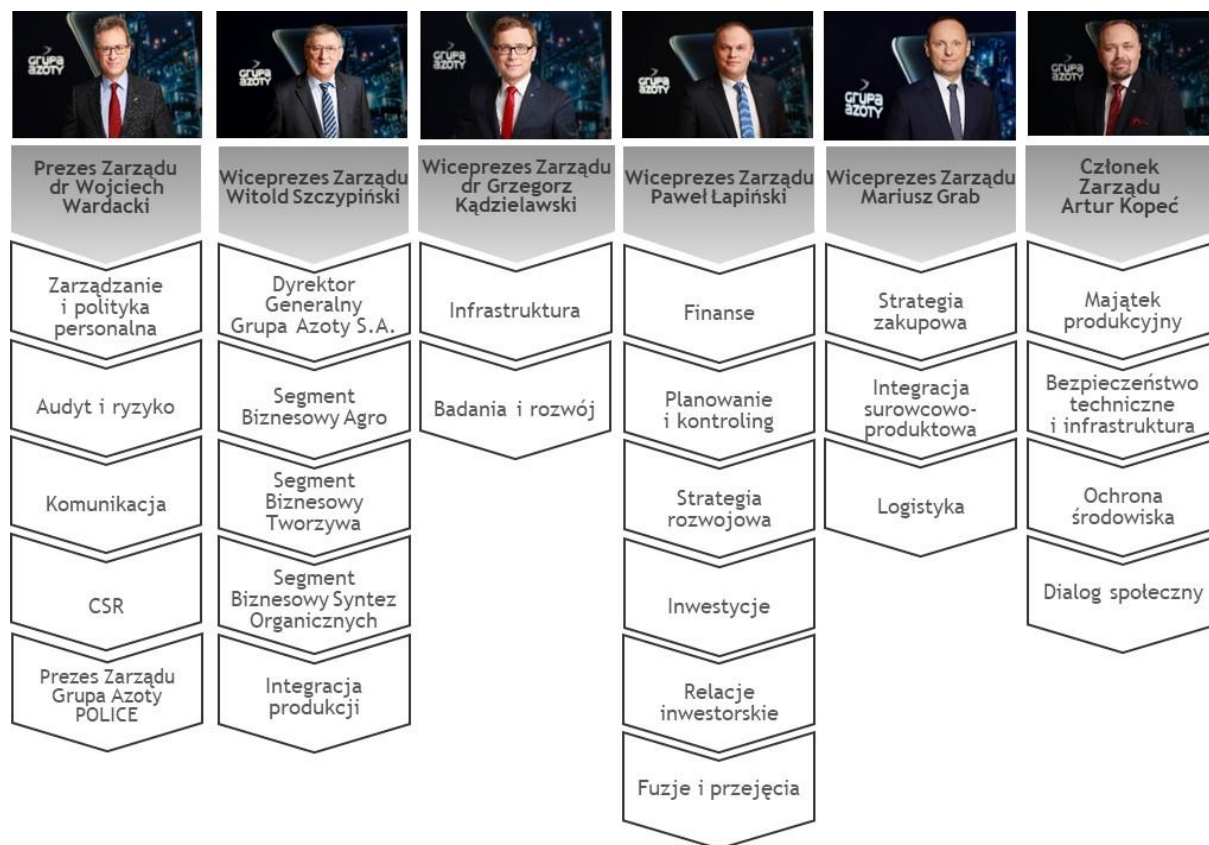 GRUPA
AZOTY
GRUPA
AZOTY
GRUPA
AZOTY
GRUPA
AZOTY
GRUPA
AZOTY
GRUPA
AZOTY
Prezes Zarządu
dr Wojciech
Wardacki
Zarządzanie
i polityka
personalna
Audyt i ryzyko
Komunikacja
CSR
Prezes Zarządu
Grupa Azoty
POLICE
Wiceprezes Zarządu
Witold Szczypiński
Dyrektor
Generalny
Grupa Azoty S.A.
Segment
Biznesowy Agro
Segment
Biznesowy
Tworzywa
Segment
Biznesowy Syntez
Organicznych
Integracja
produkcji
Wiceprezes Zarządu
dr Grzegorz
Kądzielawski
Infrastruktura
Badania i rozwój
Wiceprezes Zarządu
Paweł Łapiński
Finanse
Planowanie
i kontroling
Strategia
rozwojowa
Inwestycje
Relacje
inwestorskie
Fuzje i przejęcia
Wiceprezes Zarządu
Mariusz Grab
Strategia
zakupowa
Integracja
surowcowo-
produktowa
Logistyka
Członek
Zarządu
Artur Kopeć
Majątek
produkcyjny
Bezpieczeństwo
techniczne
i infrastruktura
Ochrona
środowiska
Dialog społeczny